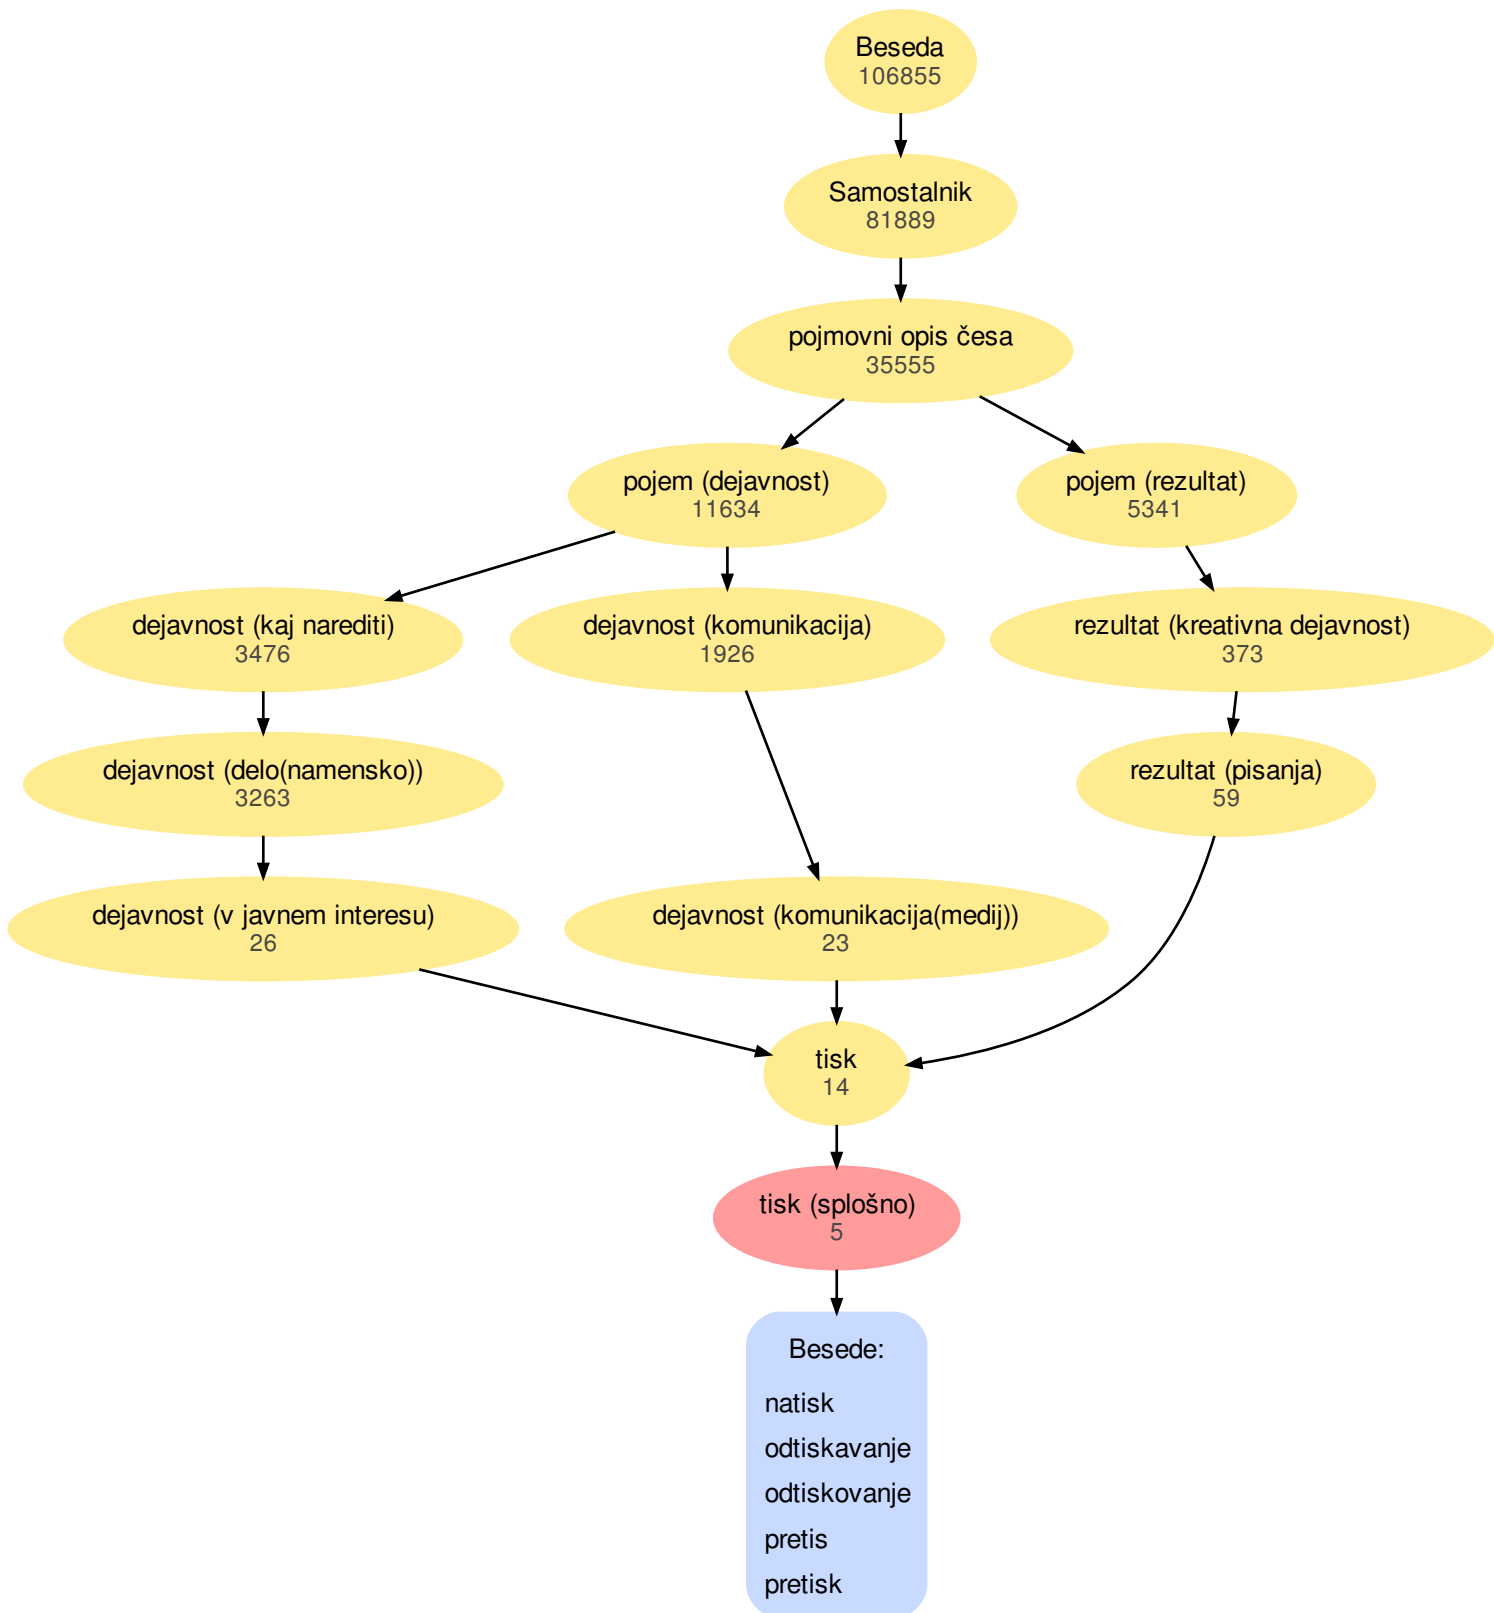 Beseda
106855
Samostalnik
81889
pojmovni opis česa
35555
pojem (dejavnost)
11634
pojem (rezultat)
5341
dejavnost (kaj narediti)
3476
dejavnost (komunikacija)
1926
rezultat (kreativna dejavnost)
373
dejavnost (delo(namensko))
3263
rezultat (pisanja)
59
dejavnost (v javnem interesu)
26
dejavnost (komunikacija(medij))
23
tisk
14
tisk (splošno)
5
Besede:
natisk
odtiskavanje
odtiskovanje
pretis
pretisk